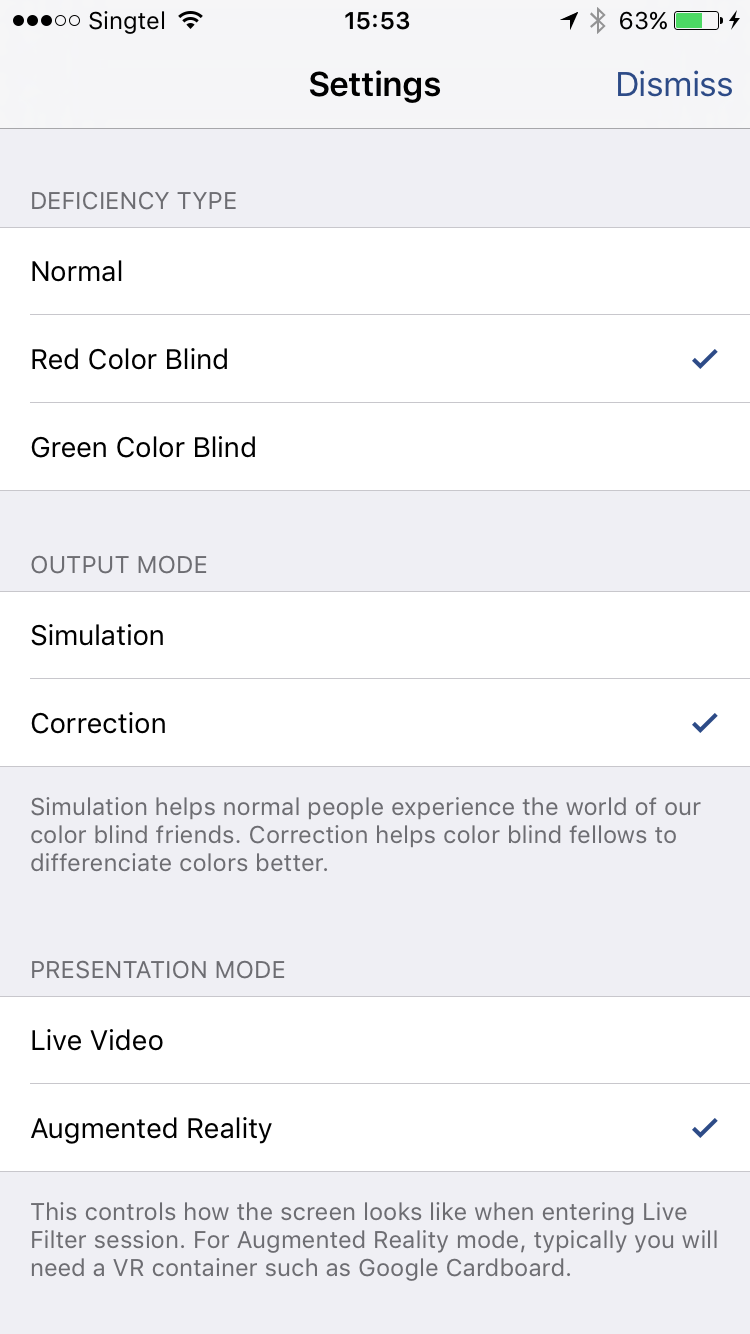 Singtel 15:53 63%
Settings Dismiss
DEFICIENCY TYPE
Normal
Red Color Blind
Green Color Blind
OUTPUT MODE
Simulation
Correction
Simulation helps normal people experience the world of our
color blind friends. Correction helps color blind fellows to
differenciate colors better.
PRESENTATION MODE
Live Video
Augmented Reality
This controls how the screen looks like when entering Live
Filter session. For Augmented Reality mode, typically you will
need a VR container such as Google Cardboard.